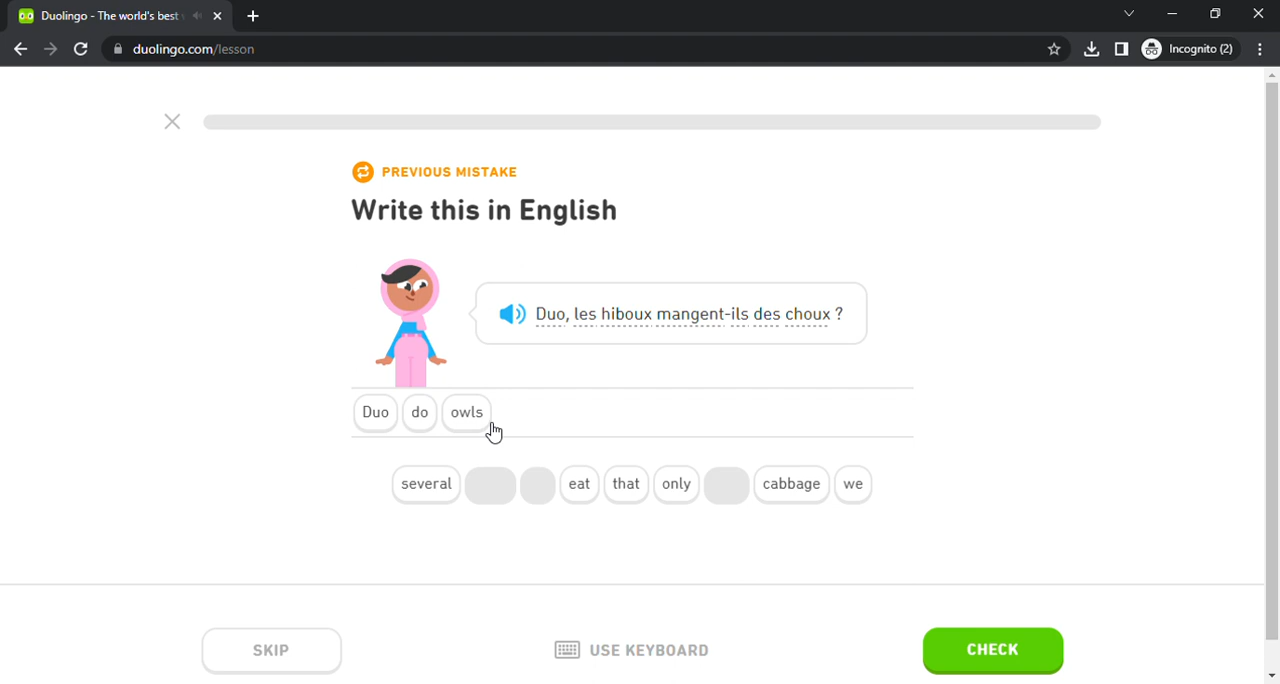 Duolingo - The world's best
duolingo.com/lesson
Incognito (2)
PREVIOUS MISTAKE
Write this in English
Duo, les hiboux mangent-ils des choux ?
Duo do owls
several eat that only cabbage we
SKIP USE KEYBOARD CHECK